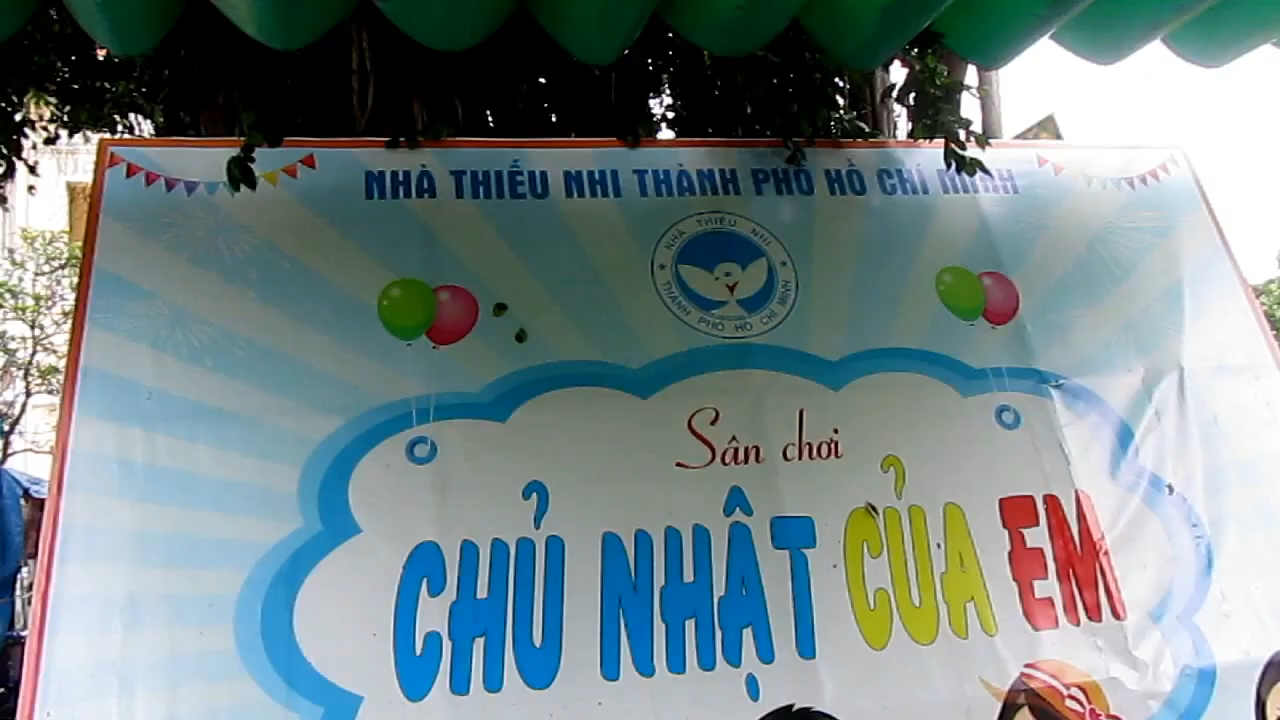 NHÀ THIẾU NHI THÀNH PHỐ HỒ CHÍ MINH
NHÀ THIẾU NHI
THÀNH PHỐ HỒ CHÍ MINH
Sân chơi
CHỦ NHẬT CỦA EM